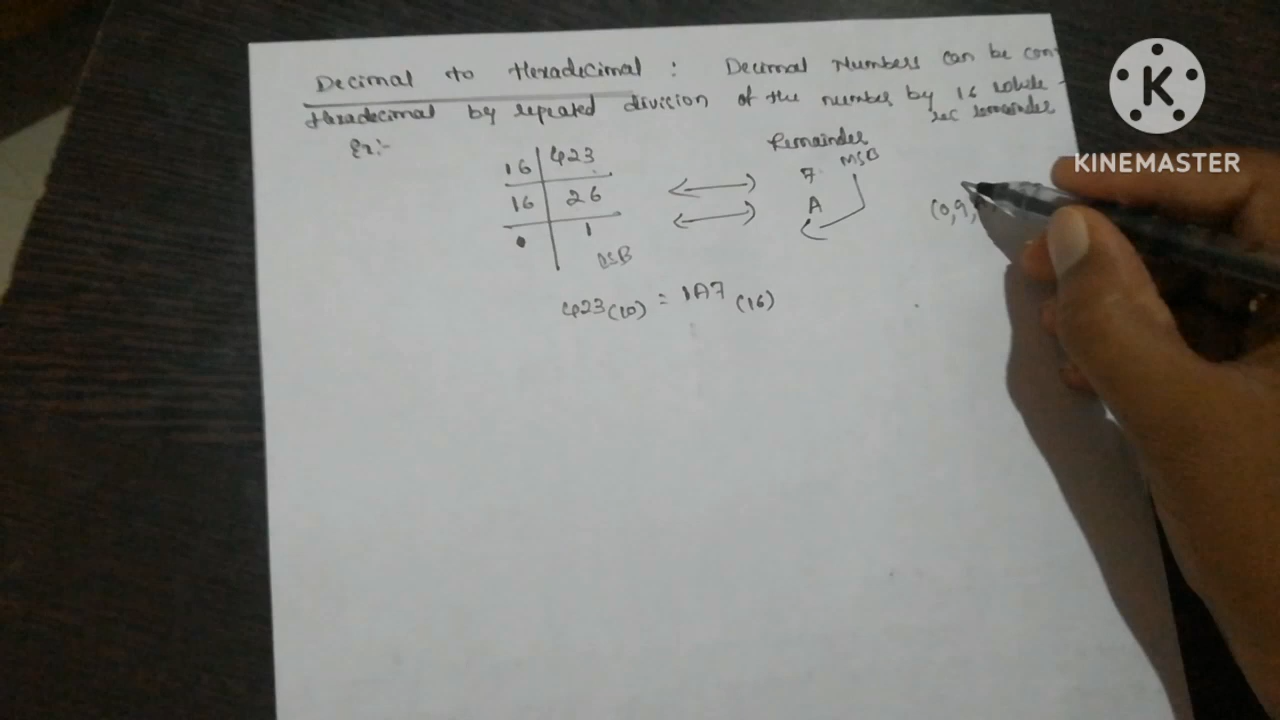 Decimal to Hexadecimal : Decimal Numbers can be con
Hexadecimal by repeated division of the number by 16 while
remainder
Ex:-
Remainder
MSB
16 423 7
16 26 A
1
LSB
(0,9,
423(10) = 1A7 (16)
K
KINEMASTER